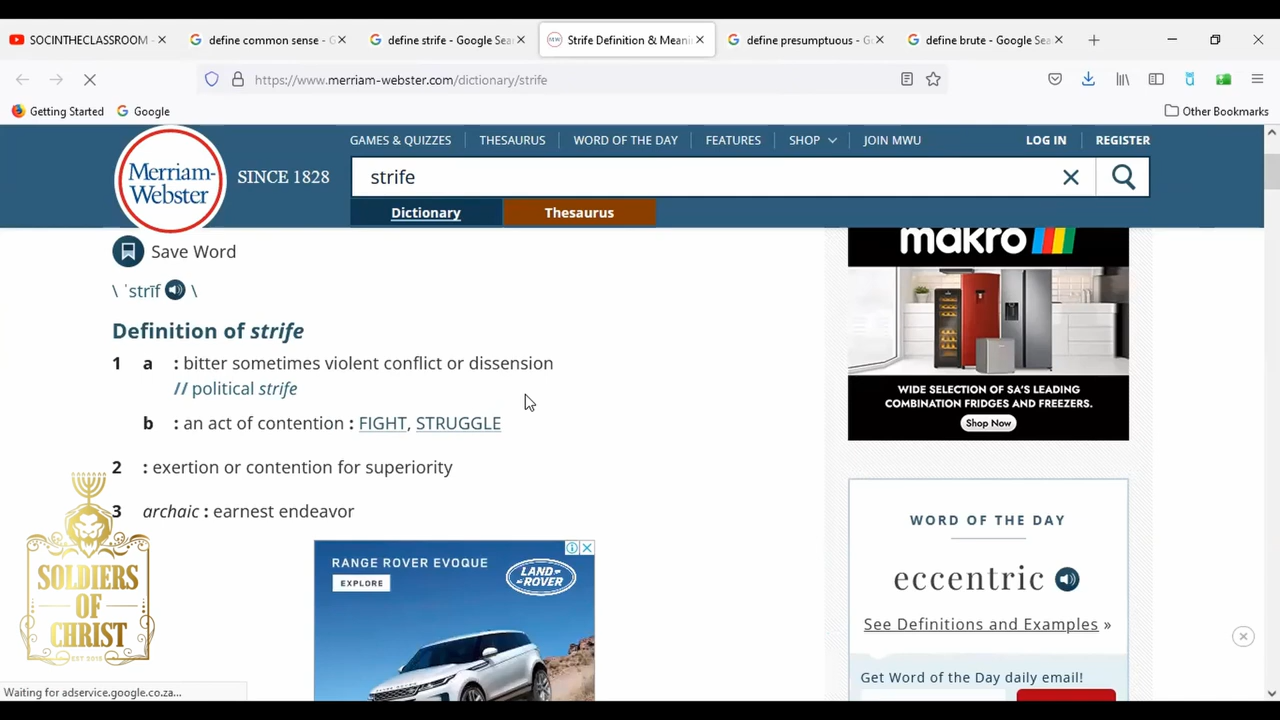 SOCINTHECLASSROOM -
define common sense - G
define strife - Google Sea
Strife Definition & Meani
define presumptuous - G
define brute - Google Sea
https://www.merriam-webster.com/dictionary/strife
Getting Started
Google
Other Bookmarks
GAMES & QUIZZES
THESAURUS
WORD OF THE DAY
FEATURES
SHOP
JOIN MWU
LOG IN
REGISTER
Merriam-
Webster
SINCE 1828
strife
Dictionary
Thesaurus
Save Word
\ ˈstrīf \
Definition of strife
1 a : bitter sometimes violent conflict or dissension
// political strife
b : an act of contention : FIGHT, STRUGGLE
2 : exertion or contention for superiority
3 archaic : earnest endeavor
makro
WIDE SELECTION OF SA'S LEADING
COMBINATION FRIDGES AND FREEZERS.
Shop Now
WORD OF THE DAY
eccentric
See Definitions and Examples »
Get Word of the Day daily email!
RANGE ROVER EVOQUE
EXPLORE
LAND-
ROVER
SOLDIERS
OF
CHRIST
EST 2015
Waiting for adservice.google.co.za...